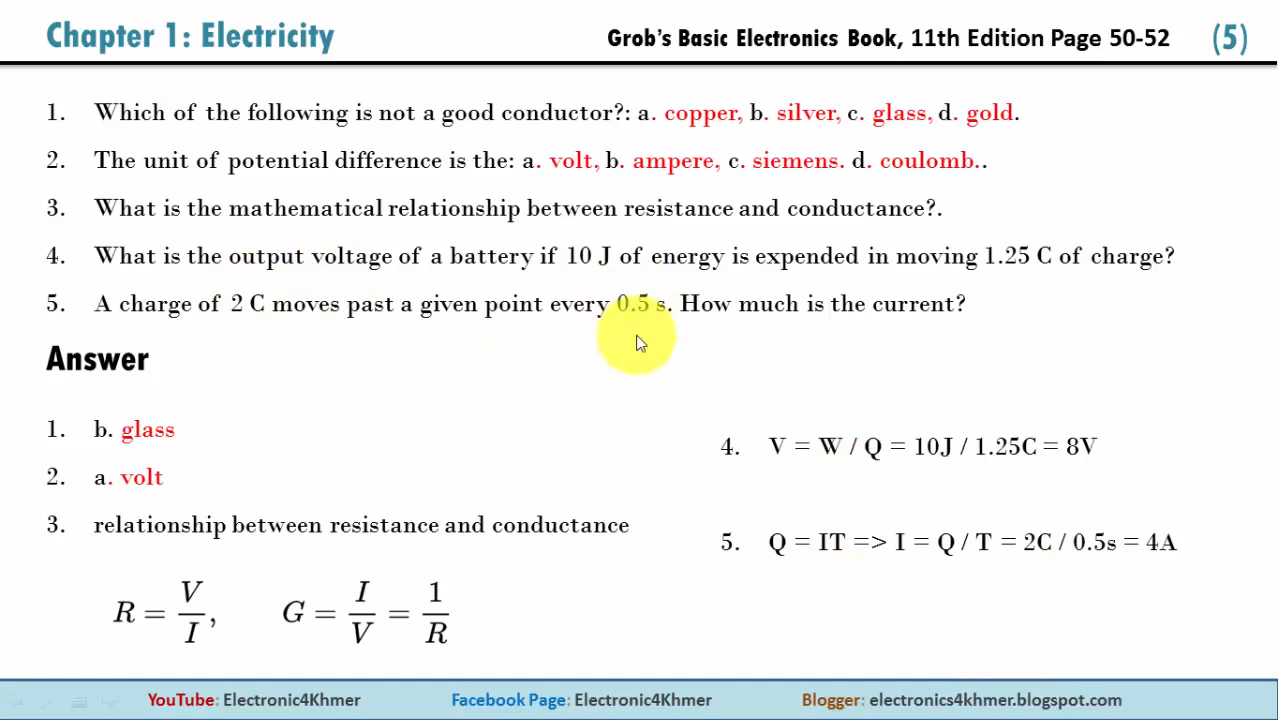 Chapter 1: Electricity
Grob's Basic Electronics Book, 11th Edition Page 50-52
(5)
1. Which of the following is not a good conductor?: a. copper, b. silver, c. glass, d. gold.
2. The unit of potential difference is the: a. volt, b. ampere, c. siemens. d. coulomb..
3. What is the mathematical relationship between resistance and conductance?.
4. What is the output voltage of a battery if 10 J of energy is expended in moving 1.25 C of charge?
5. A charge of 2 C moves past a given point every 0.5 s. How much is the current?
Answer
1. b. glass
2. a. volt
3. relationship between resistance and conductance
R = V/I, G = I/V = 1/R
4. V = W / Q = 10J / 1.25C = 8V
5. Q = IT => I = Q / T = 2C / 0.5s = 4A
YouTube: Electronic4Khmer
Facebook Page: Electronic4Khmer
Blogger: electronics4khmer.blogspot.com